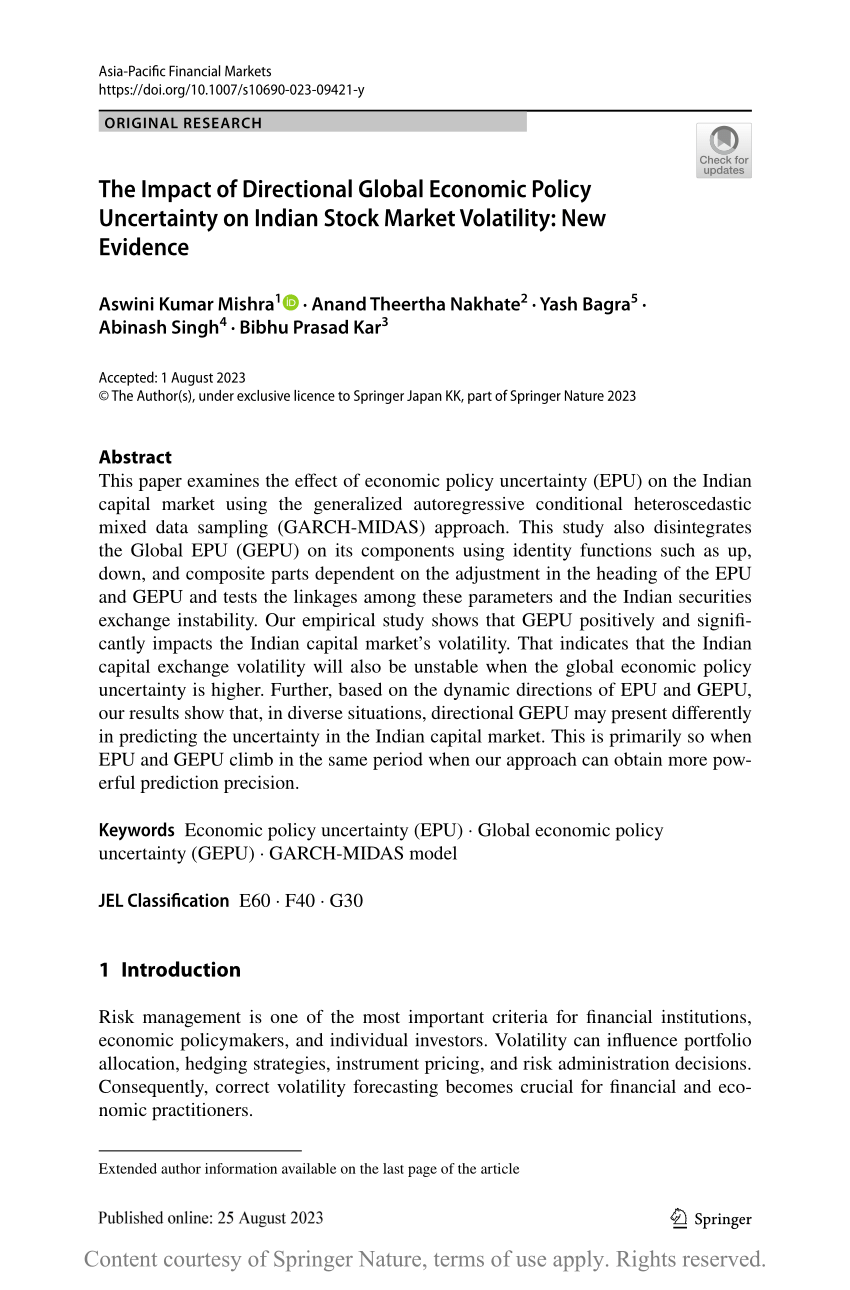 Asia-Pacific Financial Markets
https://doi.org/10.1007/s10690-023-09421-y
ORIGINAL RESEARCH
Check for
updates
The Impact of Directional Global Economic Policy
Uncertainty on Indian Stock Market Volatility: New
Evidence
Aswini Kumar Mishra1 iD · Anand Theertha Nakhate2 · Yash Bagra5 ·
Abinash Singh4 · Bibhu Prasad Kar3
Accepted: 1 August 2023
© The Author(s), under exclusive licence to Springer Japan KK, part of Springer Nature 2023
Abstract
This paper examines the effect of economic policy uncertainty (EPU) on the Indian
capital market using the generalized autoregressive conditional heteroscedastic
mixed data sampling (GARCH-MIDAS) approach. This study also disintegrates
the Global EPU (GEPU) on its components using identity functions such as up,
down, and composite parts dependent on the adjustment in the heading of the EPU
and GEPU and tests the linkages among these parameters and the Indian securities
exchange instability. Our empirical study shows that GEPU positively and signifi-
cantly impacts the Indian capital market's volatility. That indicates that the Indian
capital exchange volatility will also be unstable when the global economic policy
uncertainty is higher. Further, based on the dynamic directions of EPU and GEPU,
our results show that, in diverse situations, directional GEPU may present differently
in predicting the uncertainty in the Indian capital market. This is primarily so when
EPU and GEPU climb in the same period when our approach can obtain more pow-
erful prediction precision.
Keywords Economic policy uncertainty (EPU) · Global economic policy
uncertainty (GEPU) · GARCH-MIDAS model
JEL Classification E60 · F40 · G30
1 Introduction
Risk management is one of the most important criteria for financial institutions,
economic policymakers, and individual investors. Volatility can influence portfolio
allocation, hedging strategies, instrument pricing, and risk administration decisions.
Consequently, correct volatility forecasting becomes crucial for financial and eco-
nomic practitioners.
Extended author information available on the last page of the article
Published online: 25 August 2023
Springer
Content courtesy of Springer Nature, terms of use apply. Rights reserved.